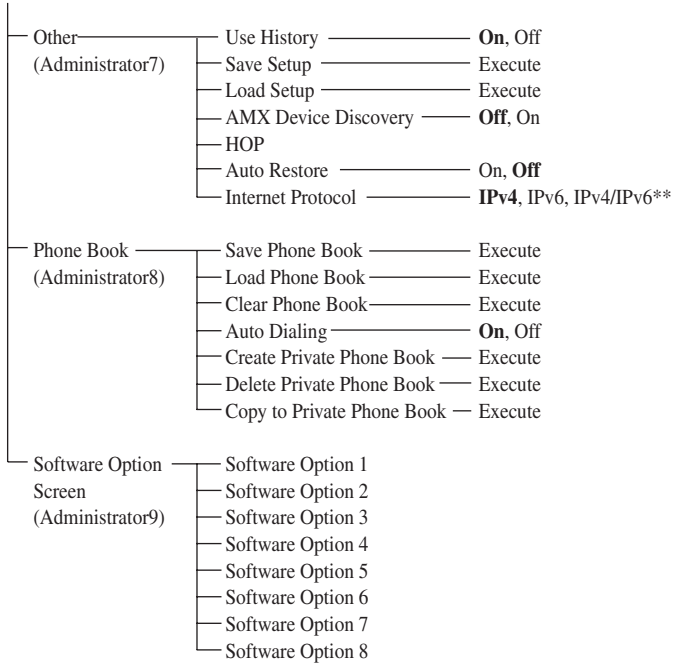 Other Use History On, Off
(Administrator7) Save Setup Execute
Load Setup Execute
AMX Device Discovery Off, On
HOP
Auto Restore On, Off
Internet Protocol IPv4, IPv6, IPv4/IPv6**
Phone Book Save Phone Book Execute
(Administrator8) Load Phone Book Execute
Clear Phone Book Execute
Auto Dialing On, Off
Create Private Phone Book Execute
Delete Private Phone Book Execute
Copy to Private Phone Book Execute
Software Option Software Option 1
Screen Software Option 2
(Administrator9) Software Option 3
Software Option 4
Software Option 5
Software Option 6
Software Option 7
Software Option 8